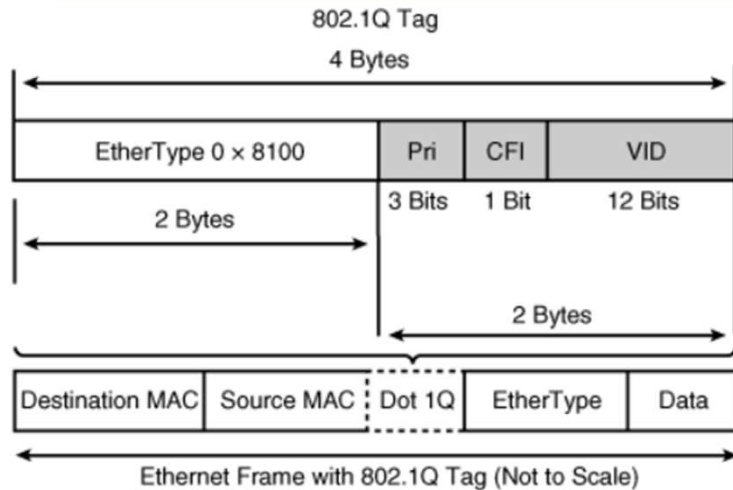 802.1Q Tag
4 Bytes
EtherType 0 × 8100 Pri CFI VID
3 Bits 1 Bit 12 Bits
2 Bytes
2 Bytes
Destination MAC Source MAC Dot 1Q EtherType Data
Ethernet Frame with 802.1Q Tag (Not to Scale)